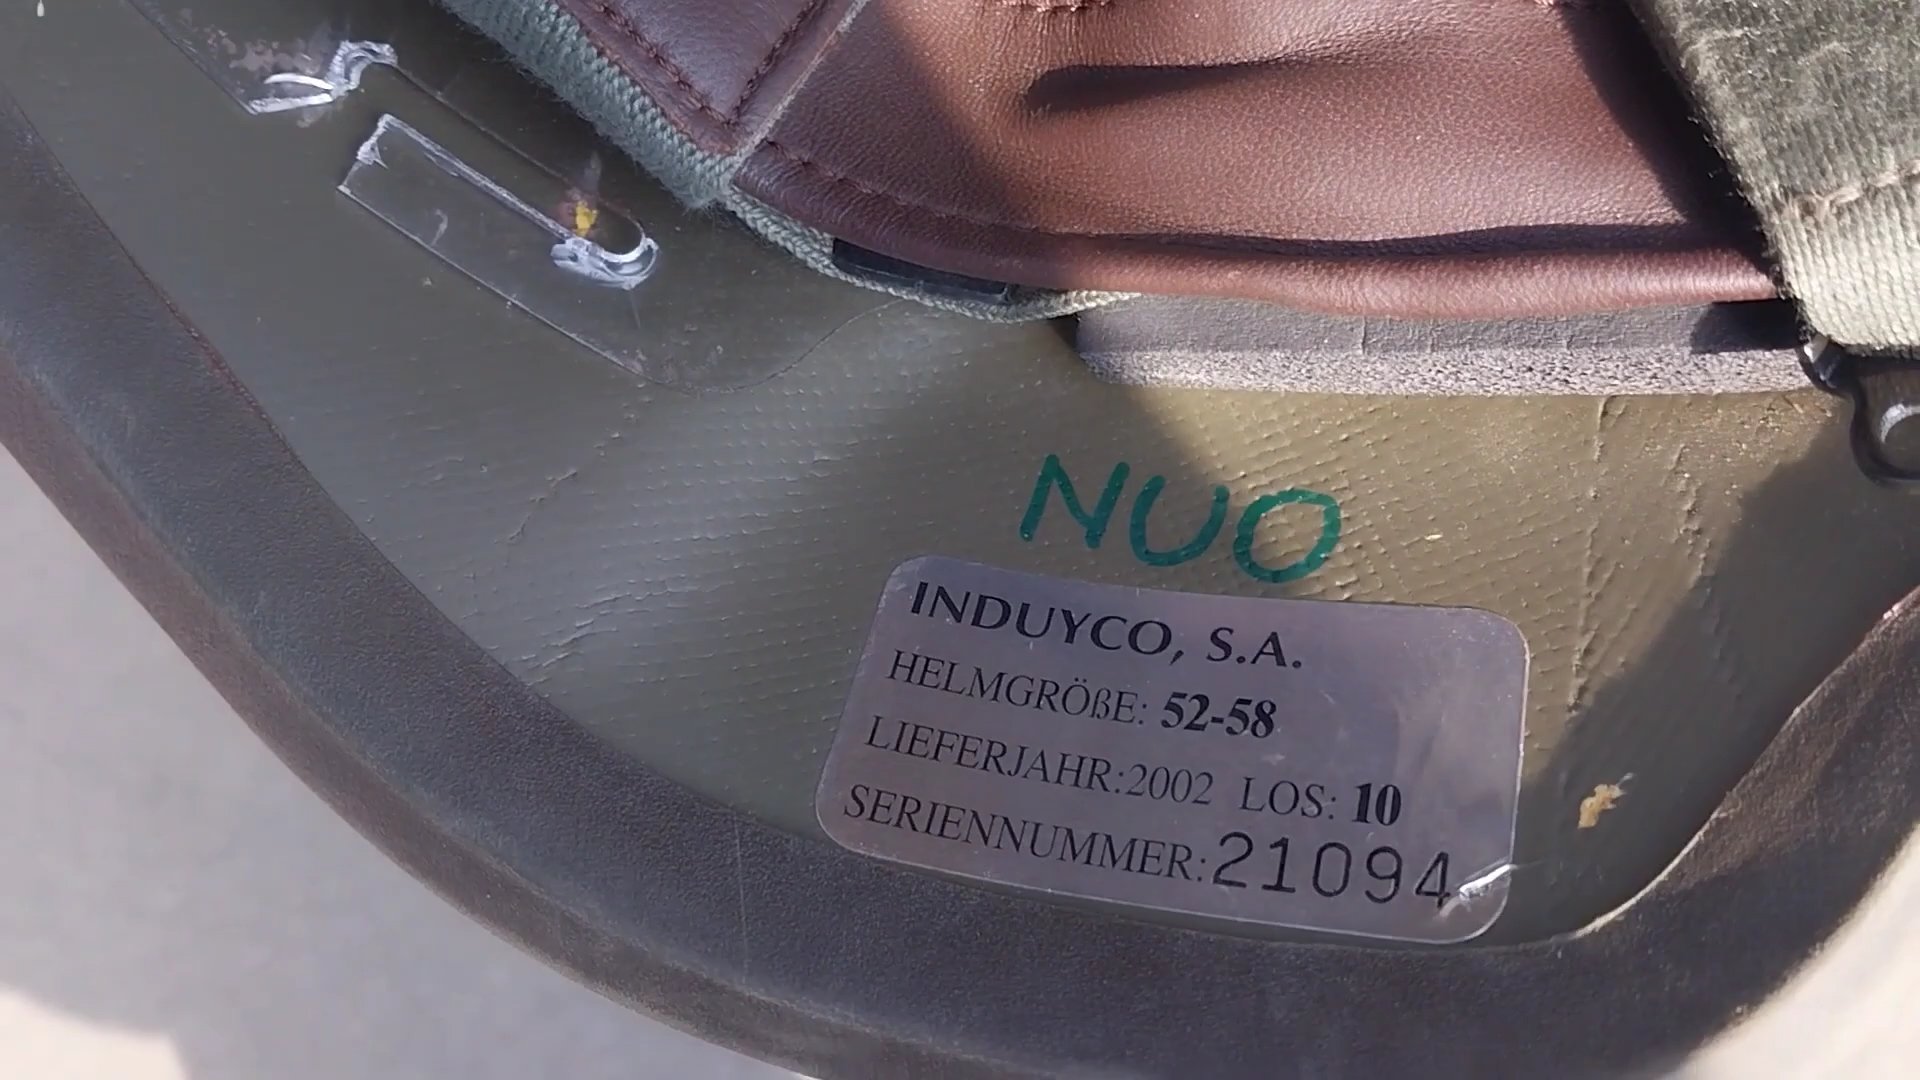 NUO
INDUYCO, S.A.
HELMGRÖßE: 52-58
LIEFERJAHR:2002 LOS: 10
SERIENNUMMER:21094